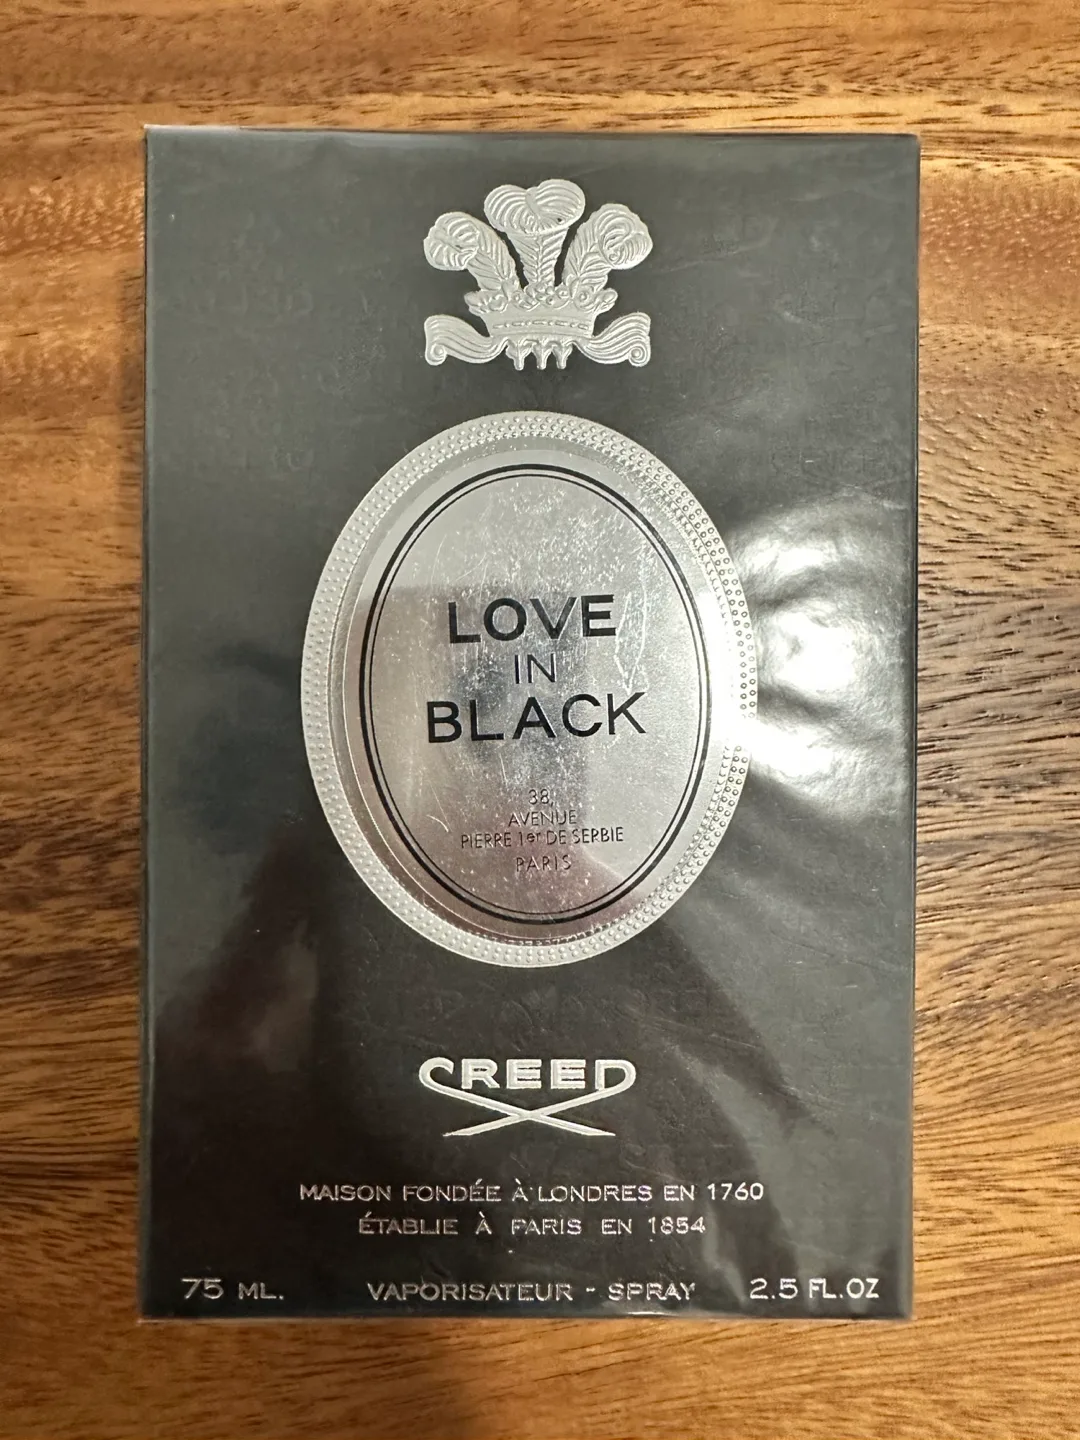 LOVE
IN
BLACK
38,
AVENUE
PIERRE 1er DE SERBIE
PARIS
CREED
MAISON FONDÉE À LONDRES EN 1760
ÉTABLIE À PARIS EN 1854
75 ML. VAPORISATEUR - SPRAY 2.5 FL.OZ